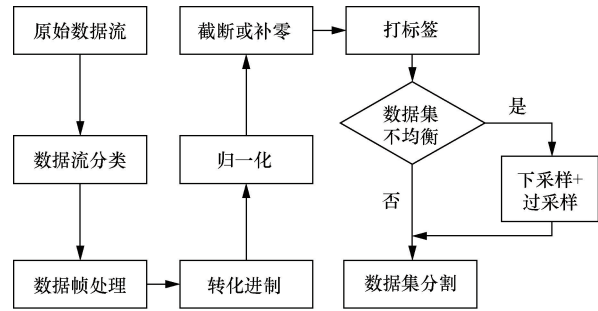 原始数据流
数据流分类
数据帧处理
转化进制
归一化
截断或补零
打标签
数据集
不均衡
是
下采样+
过采样
否
数据集分割